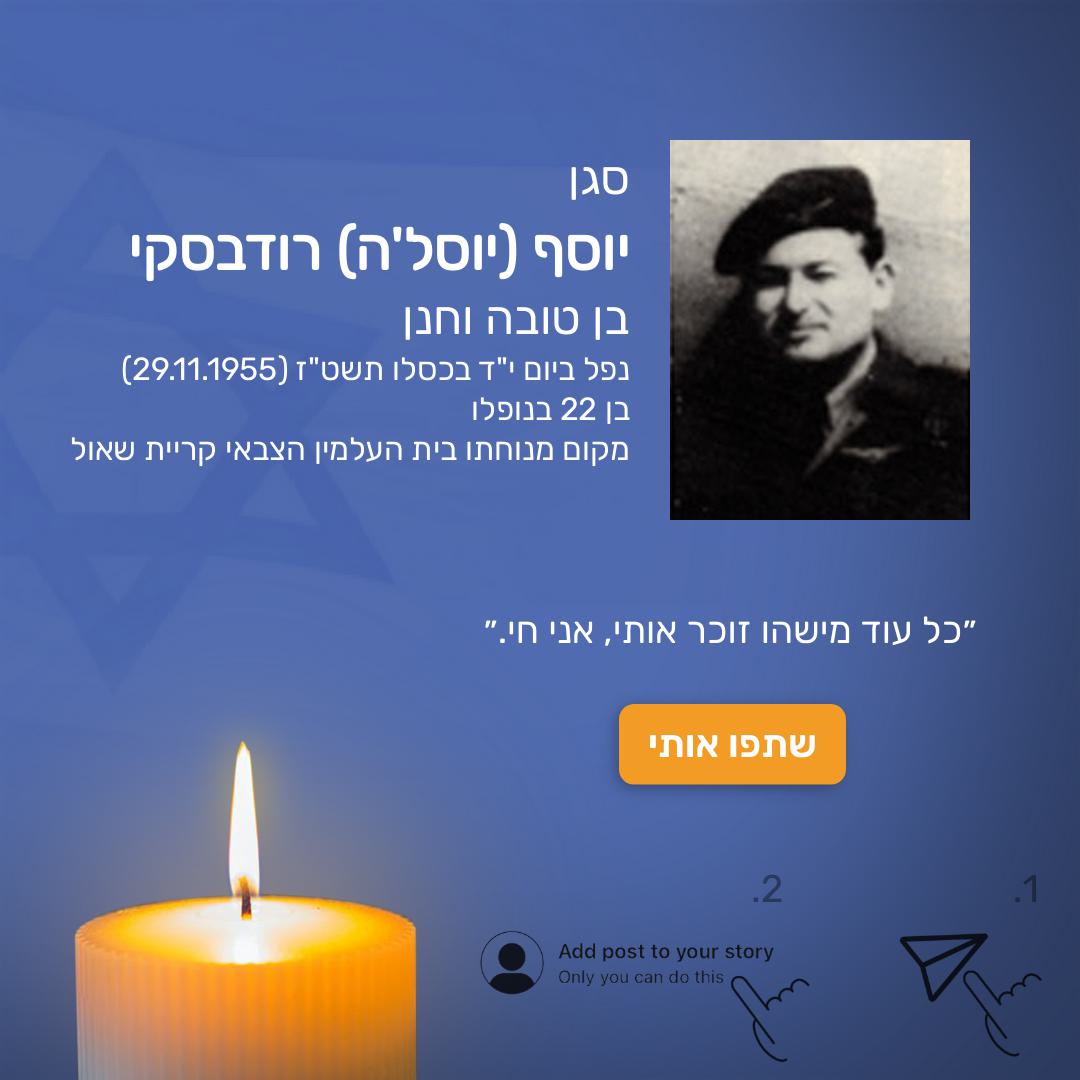 סגן
יוסף (יוסל'ה) רודבסקי
בן טובה וחנן
נפל ביום י"ד בכסלו תשט"ז (29.11.1955)
בן 22 בנופלו
מקום מנוחתו בית העלמין הצבאי קריית שאול
״כל עוד מישהו זוכר אותי, אני חי.״
שתפו אותי
.1
.2
Add post to your story
Only you can do this